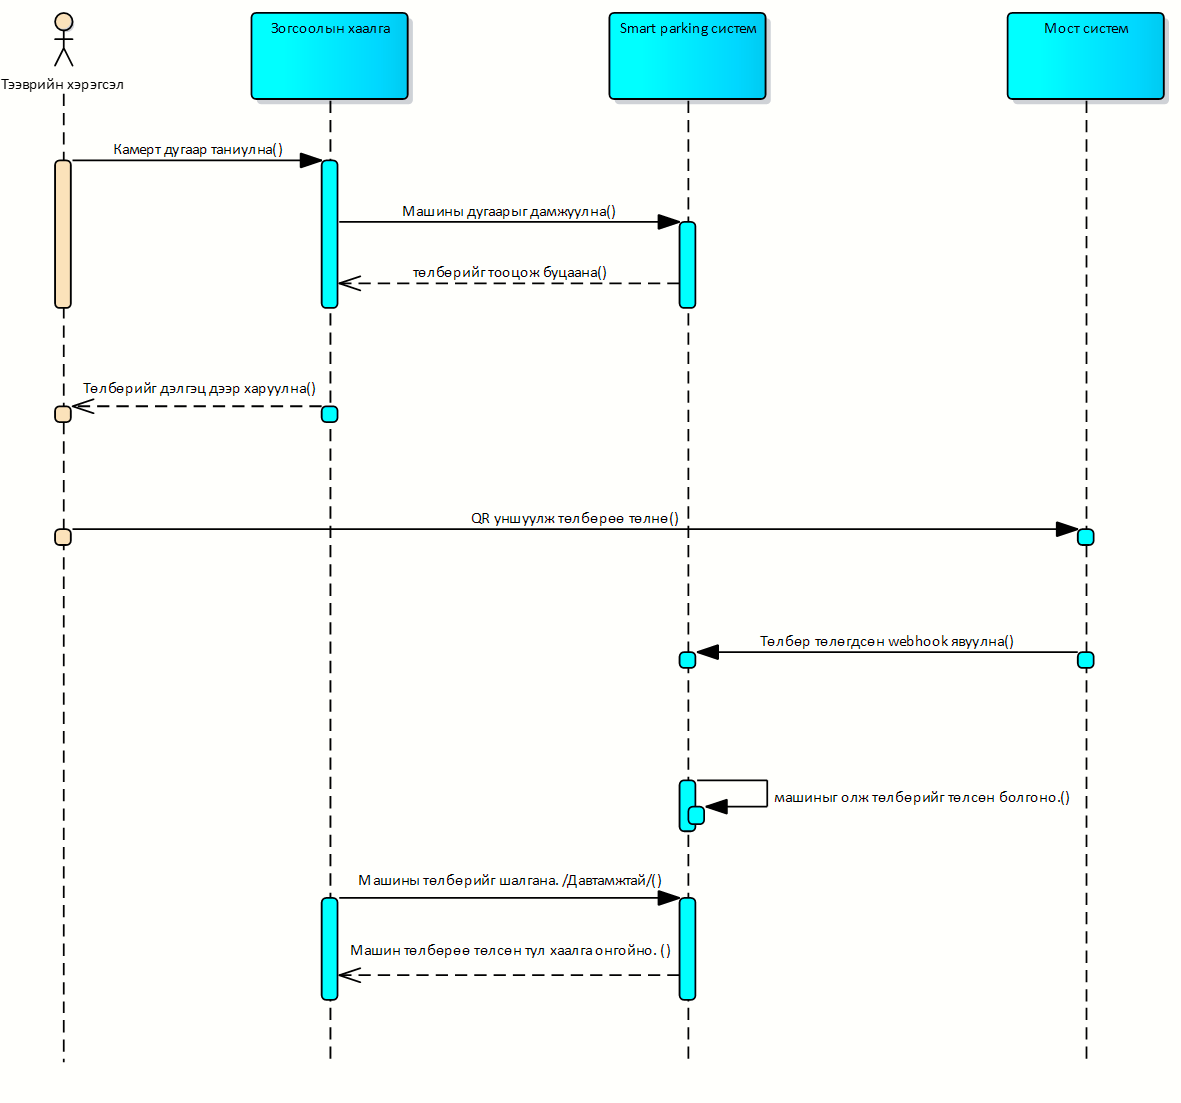 Зогсоолын хаалга
Smart parking систем
Мост систем
Тээврийн хэрэгсэл
Камерт дугаар таниулна()
Машины дугаарыг дамжуулна()
төлбөрийг тооцож буцаана()
Төлбөрийг дэлгэц дээр харуулна()
QR уншуулж төлбөрөө төлнө()
Төлбөр төлөгдсөн webhook явуулна()
машиныг олж төлбөрийг төлсөн болгоно.()
Машины төлбөрийг шалгана. /Давтамжтай/()
Машин төлбөрөө төлсөн тул хаалга онгойно. ()